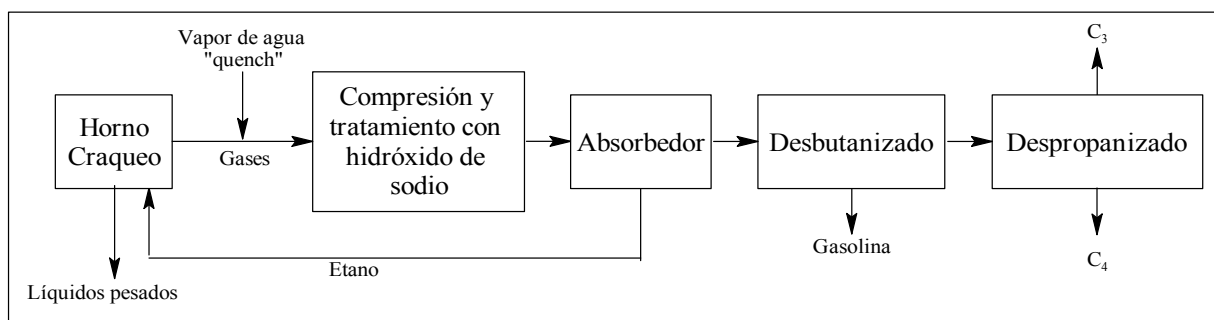 Vapor de agua
"quench"
C₃
Horno
Craqueo
Gases
Compresión y
tratamiento con
hidróxido de
sodio
Absorbedor
Desbutanizado
Despropanizado
Etano
Líquidos pesados
Gasolina
C₄